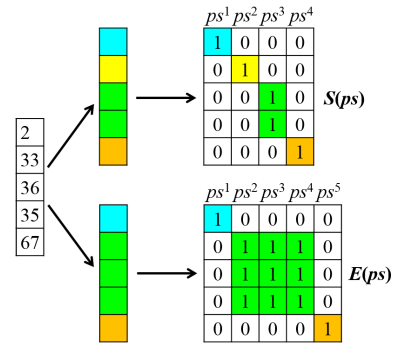 ps¹ ps² ps³ ps⁴
1 0 0 0
0 1 0 0
0 0 1 0
0 0 1 0
0 0 0 1
S(ps)
2
33
36
35
67
ps¹ ps² ps³ ps⁴ ps⁵
1 0 0 0 0
0 1 1 1 0
0 1 1 1 0
0 1 1 1 0
0 0 0 0 1
E(ps)